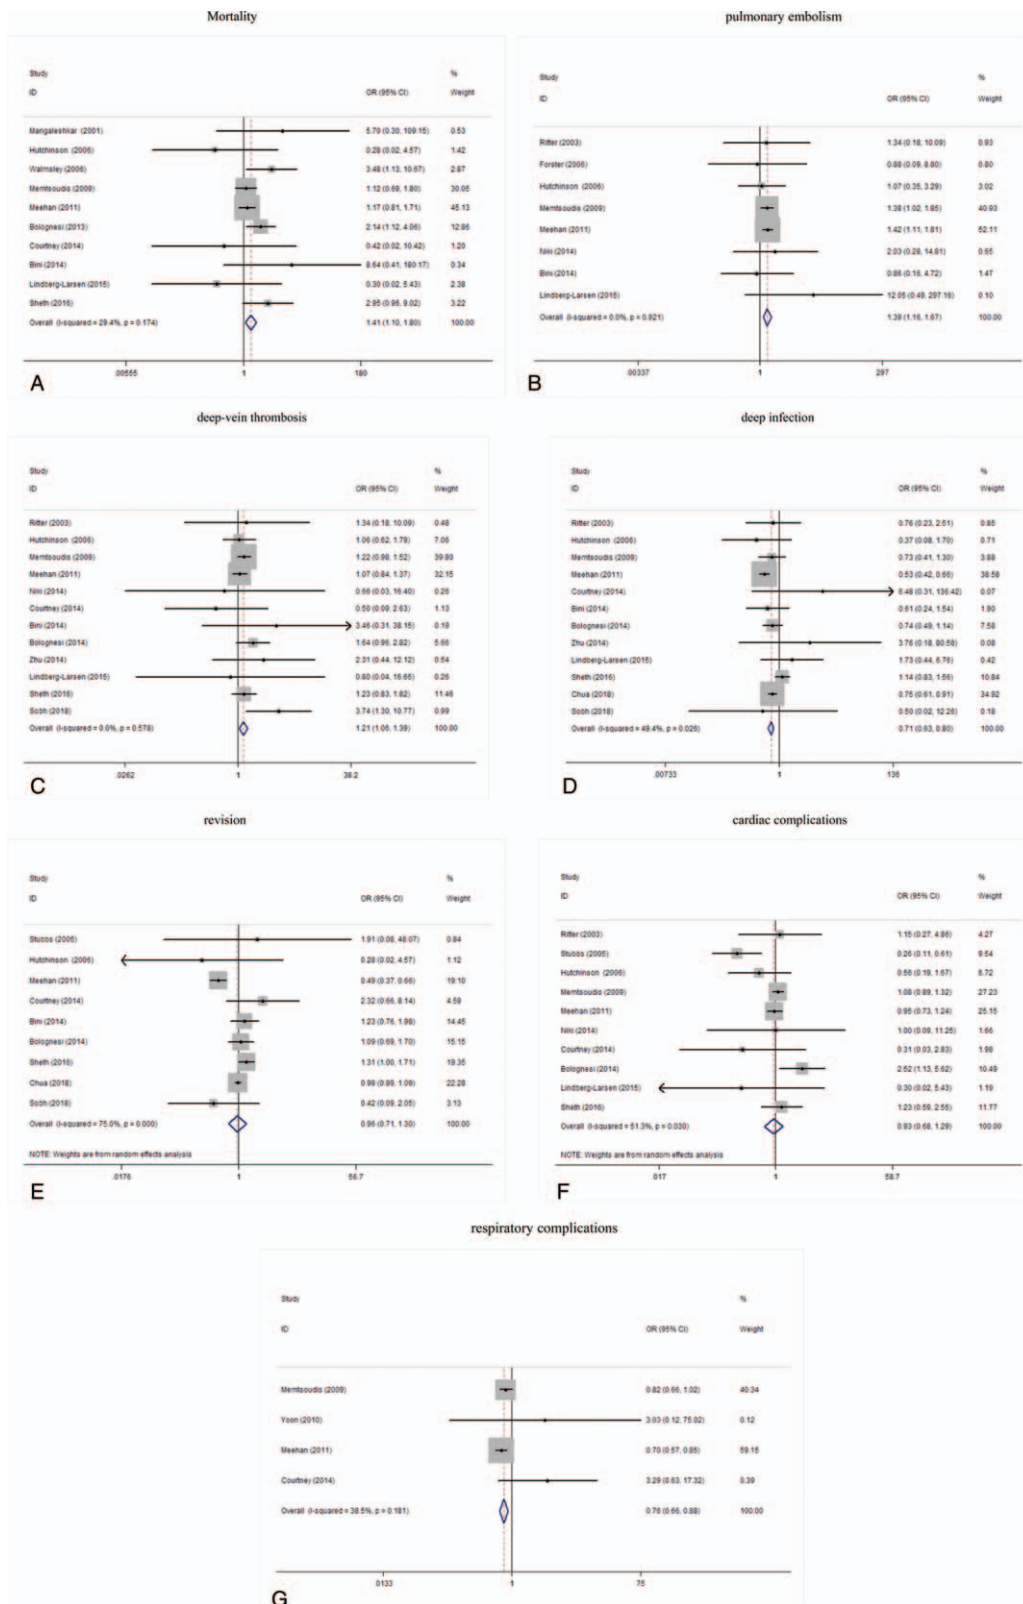 Mortality
Study %
ID OR (95% CI) Weight
Mangaleshkar (2001) 5.70 (0.30, 109.15) 0.53
Hutchinson (2006) 0.28 (0.02, 4.57) 1.42
Walmsley (2006) 3.48 (1.13, 10.67) 2.87
Memtsoudis (2009) 1.12 (0.69, 1.80) 30.05
Meehan (2011) 1.17 (0.81, 1.71) 45.13
Bolognesi (2013) 2.14 (1.12, 4.06) 12.86
Courtney (2014) 0.42 (0.02, 10.42) 1.20
Bini (2014) 8.64 (0.41, 180.17) 0.34
Lindberg-Larsen (2015) 0.30 (0.02, 5.43) 2.38
Sheth (2016) 2.95 (0.96, 9.02) 3.22
Overall (I-squared = 29.4%, p = 0.174) 1.41 (1.10, 1.80) 100.00
.00555 1 180
A
pulmonary embolism
Study %
ID OR (95% CI) Weight
Ritter (2003) 1.34 (0.18, 10.09) 0.93
Forster (2006) 0.88 (0.09, 8.80) 0.80
Hutchinson (2006) 1.07 (0.35, 3.29) 3.02
Memtsoudis (2009) 1.38 (1.02, 1.85) 40.93
Meehan (2011) 1.42 (1.11, 1.81) 52.11
Niki (2014) 2.03 (0.28, 14.81) 0.65
Bini (2014) 0.86 (0.16, 4.72) 1.47
Lindberg-Larsen (2015) 12.05 (0.49, 297.16) 0.10
Overall (I-squared = 0.0%, p = 0.921) 1.39 (1.16, 1.67) 100.00
.00337 1 297
B
deep-vein thrombosis
Study %
ID OR (95% CI) Weight
Ritter (2003) 1.34 (0.18, 10.09) 0.48
Hutchinson (2006) 1.06 (0.62, 1.79) 7.06
Memtsoudis (2009) 1.22 (0.98, 1.52) 39.80
Meehan (2011) 1.07 (0.84, 1.37) 32.15
Niki (2014) 0.66 (0.03, 16.40) 0.26
Courtney (2014) 0.50 (0.09, 2.63) 1.13
Bini (2014) 3.46 (0.31, 38.15) 0.19
Bolognesi (2014) 1.64 (0.96, 2.82) 5.66
Zhu (2014) 2.31 (0.44, 12.12) 0.54
Lindberg-Larsen (2015) 0.80 (0.04, 16.65) 0.26
Sheth (2016) 1.23 (0.83, 1.82) 11.46
Sobh (2018) 3.74 (1.30, 10.77) 0.99
Overall (I-squared = 0.0%, p = 0.578) 1.21 (1.06, 1.39) 100.00
.0262 1 38.2
C
deep infection
Study %
ID OR (95% CI) Weight
Ritter (2003) 0.76 (0.23, 2.51) 0.85
Hutchinson (2006) 0.37 (0.08, 1.70) 0.71
Memtsoudis (2009) 0.73 (0.41, 1.30) 3.88
Meehan (2011) 0.53 (0.42, 0.66) 38.58
Courtney (2014) 6.48 (0.31, 136.42) 0.07
Bini (2014) 0.61 (0.24, 1.54) 1.90
Bolognesi (2014) 0.74 (0.49, 1.14) 7.58
Zhu (2014) 3.76 (0.18, 80.58) 0.08
Lindberg-Larsen (2015) 1.73 (0.44, 6.76) 0.42
Sheth (2016) 1.14 (0.83, 1.56) 10.84
Chua (2018) 0.75 (0.61, 0.91) 34.92
Sobh (2018) 0.50 (0.02, 12.26) 0.18
Overall (I-squared = 49.4%, p = 0.026) 0.71 (0.63, 0.80) 100.00
.00733 1 136
D
revision
Study %
ID OR (95% CI) Weight
Stubbs (2005) 1.91 (0.08, 48.07) 0.84
Hutchinson (2006) 0.28 (0.02, 4.57) 1.12
Meehan (2011) 0.49 (0.37, 0.66) 19.10
Courtney (2014) 2.32 (0.66, 8.14) 4.59
Bini (2014) 1.23 (0.76, 1.98) 14.45
Bolognesi (2014) 1.09 (0.69, 1.70) 15.15
Sheth (2016) 1.31 (1.00, 1.71) 19.35
Chua (2018) 0.98 (0.89, 1.09) 22.28
Sobh (2018) 0.42 (0.09, 2.05) 3.13
Overall (I-squared = 75.0%, p = 0.000) 0.96 (0.71, 1.30) 100.00
NOTE: Weights are from random effects analysis
.0176 1 56.7
E
cardiac complications
Study %
ID OR (95% CI) Weight
Ritter (2003) 1.15 (0.27, 4.86) 4.27
Stubbs (2005) 0.26 (0.11, 0.61) 9.54
Hutchinson (2006) 0.56 (0.19, 1.67) 6.72
Memtsoudis (2009) 1.08 (0.89, 1.32) 27.23
Meehan (2011) 0.95 (0.73, 1.24) 25.15
Niki (2014) 1.00 (0.09, 11.25) 1.66
Courtney (2014) 0.31 (0.03, 2.83) 1.98
Bolognesi (2014) 2.52 (1.13, 5.62) 10.49
Lindberg-Larsen (2015) 0.30 (0.02, 5.43) 1.19
Sheth (2016) 1.23 (0.59, 2.55) 11.77
Overall (I-squared = 51.3%, p = 0.030) 0.93 (0.68, 1.29) 100.00
NOTE: Weights are from random effects analysis
.017 1 58.7
F
respiratory complications
Study %
ID OR (95% CI) Weight
Memtsoudis (2009) 0.82 (0.66, 1.02) 40.34
Yoon (2010) 3.03 (0.12, 75.02) 0.12
Meehan (2011) 0.70 (0.57, 0.85) 59.15
Courtney (2014) 3.29 (0.63, 17.32) 0.39
Overall (I-squared = 38.5%, p = 0.181) 0.76 (0.66, 0.88) 100.00
.0133 1 75
G